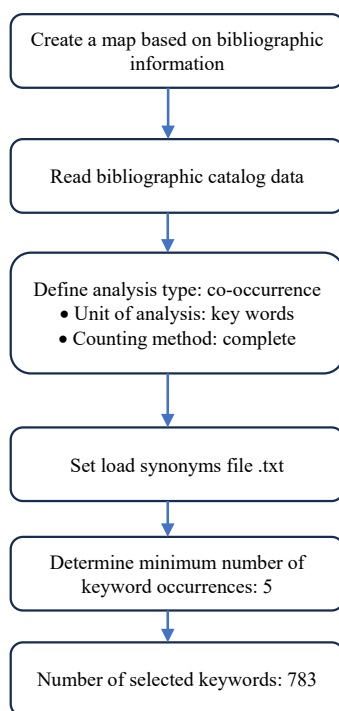 Create a map based on bibliographic
information
Read bibliographic catalog data
Define analysis type: co-occurrence
• Unit of analysis: key words
• Counting method: complete
Set load synonyms file .txt
Determine minimum number of
keyword occurrences: 5
Number of selected keywords: 783